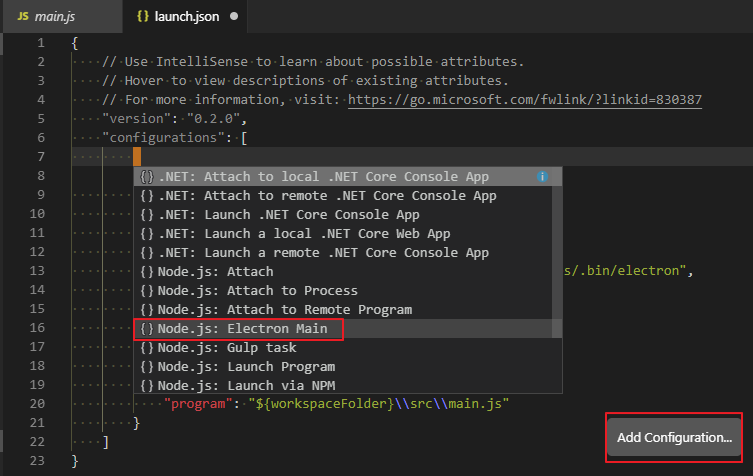 JS main.js
{} launch.json
1 {
2 // Use IntelliSense to learn about possible attributes.
3 // Hover to view descriptions of existing attributes.
4 // For more information, visit: https://go.microsoft.com/fwlink/?linkid=830387
5 "version": "0.2.0",
6 "configurations": [
7
8 {} .NET: Attach to local .NET Core Console App
9 {} .NET: Attach to remote .NET Core Console App
10 {} .NET: Launch .NET Core Console App
11 {} .NET: Launch a local .NET Core Web App
12 {} .NET: Launch a remote .NET Core Console App
13 {} Node.js: Attach s/.bin/electron",
14 {} Node.js: Attach to Process
15 {} Node.js: Attach to Remote Program
16 {} Node.js: Electron Main
17 {} Node.js: Gulp task
18 {} Node.js: Launch Program
19 {} Node.js: Launch via NPM
20 "program": "${workspaceFolder}\\src\\main.js"
21 }
22 ]
23 }
Add Configuration...